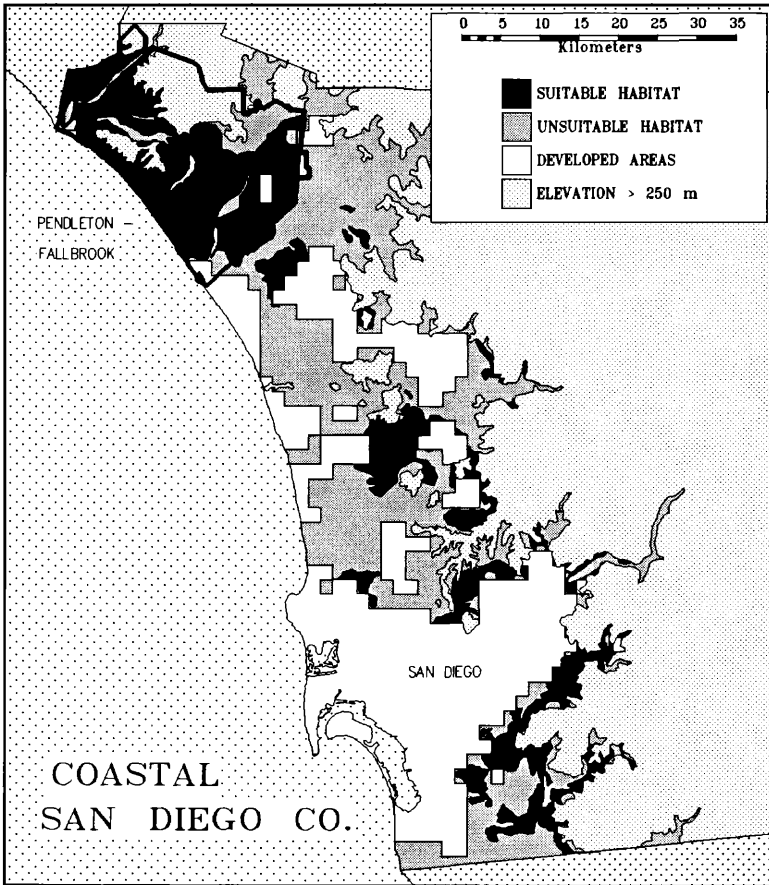 0 5 10 15 20 25 30 35
Kilometers
SUITABLE HABITAT
UNSUITABLE HABITAT
DEVELOPED AREAS
ELEVATION > 250 m
PENDLETON –
FALLBROOK
SAN DIEGO
COASTAL
SAN DIEGO CO.